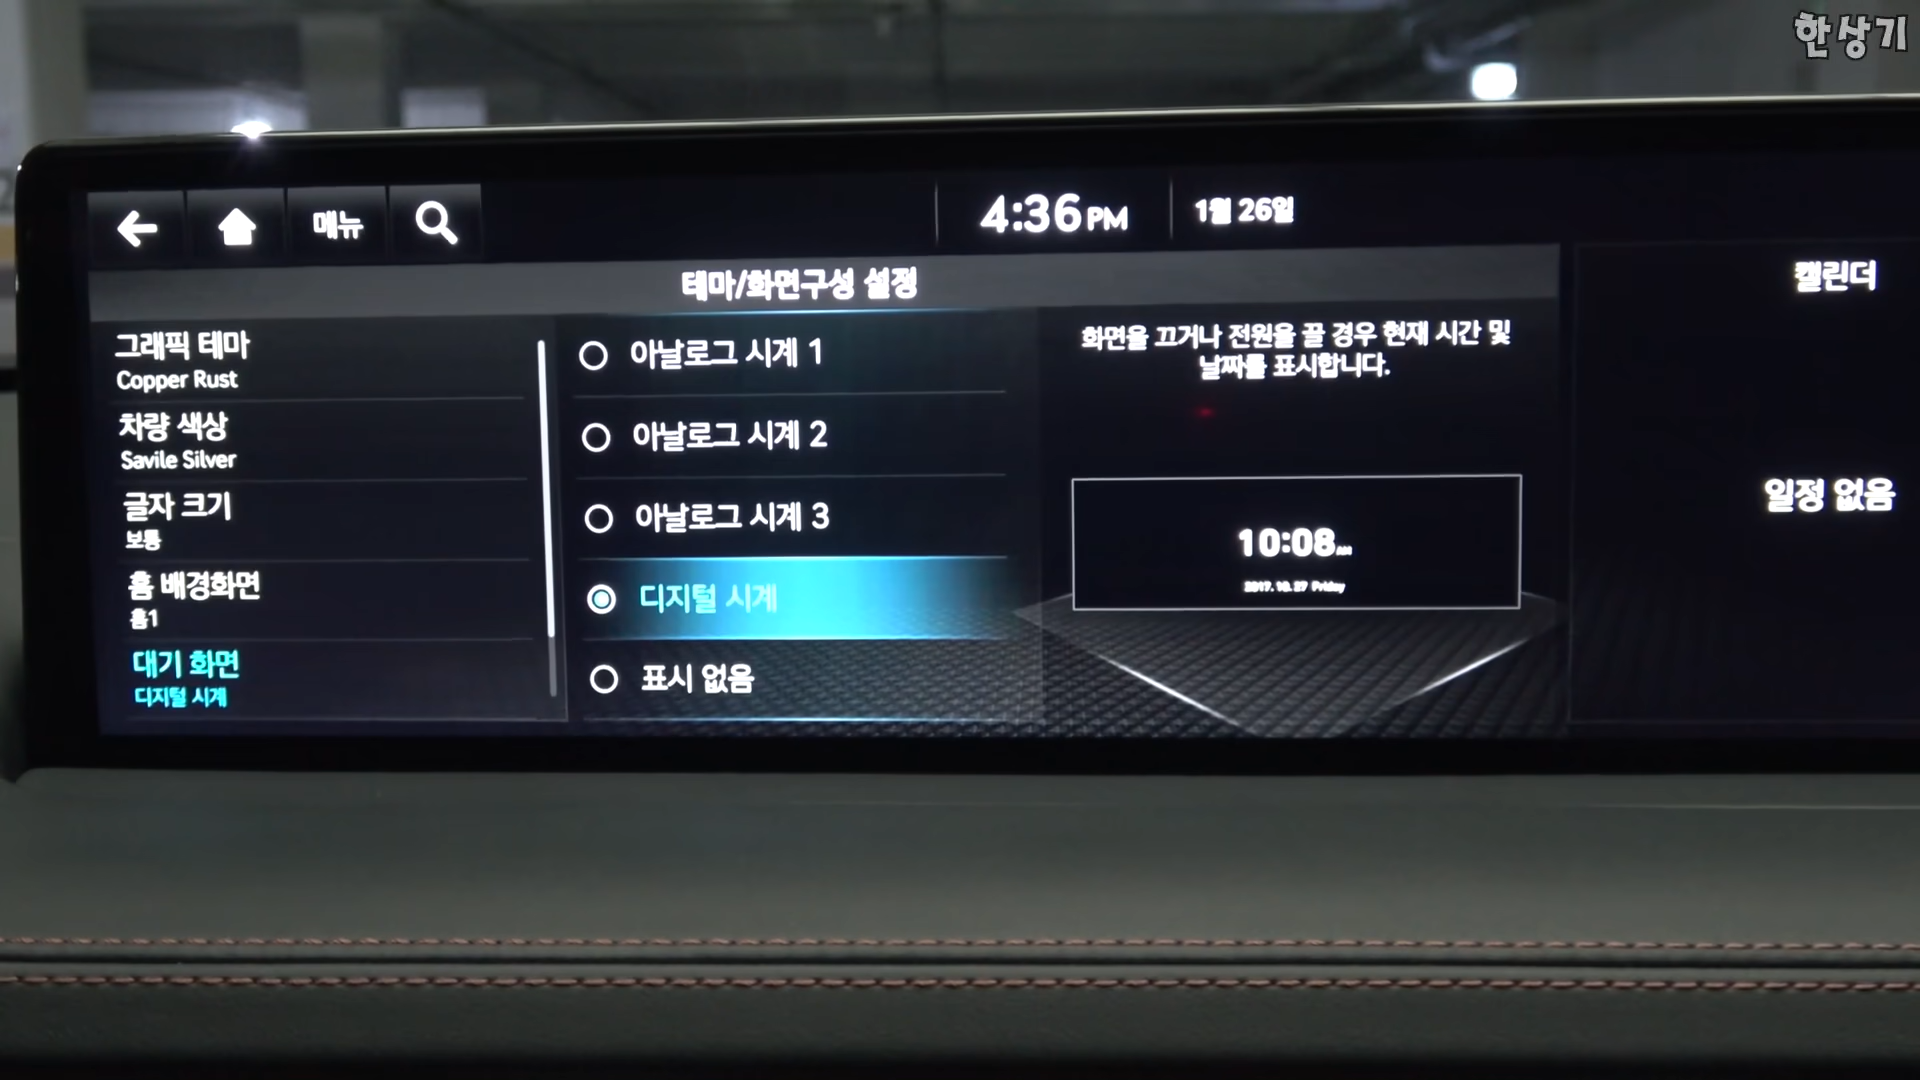 한상기
메뉴
4:36PM
1월 26일
테마/화면구성 설정
그래픽 테마
Copper Rust
차량 색상
Savile Silver
글자 크기
보통
홈 배경화면
홈1
대기 화면
디지털 시계
아날로그 시계 1
아날로그 시계 2
아날로그 시계 3
디지털 시계
표시 없음
화면을 끄거나 전원을 끌 경우 현재 시간 및
날짜를 표시합니다.
10:08AM
2017.10.27 Friday
캘린더
일정 없음